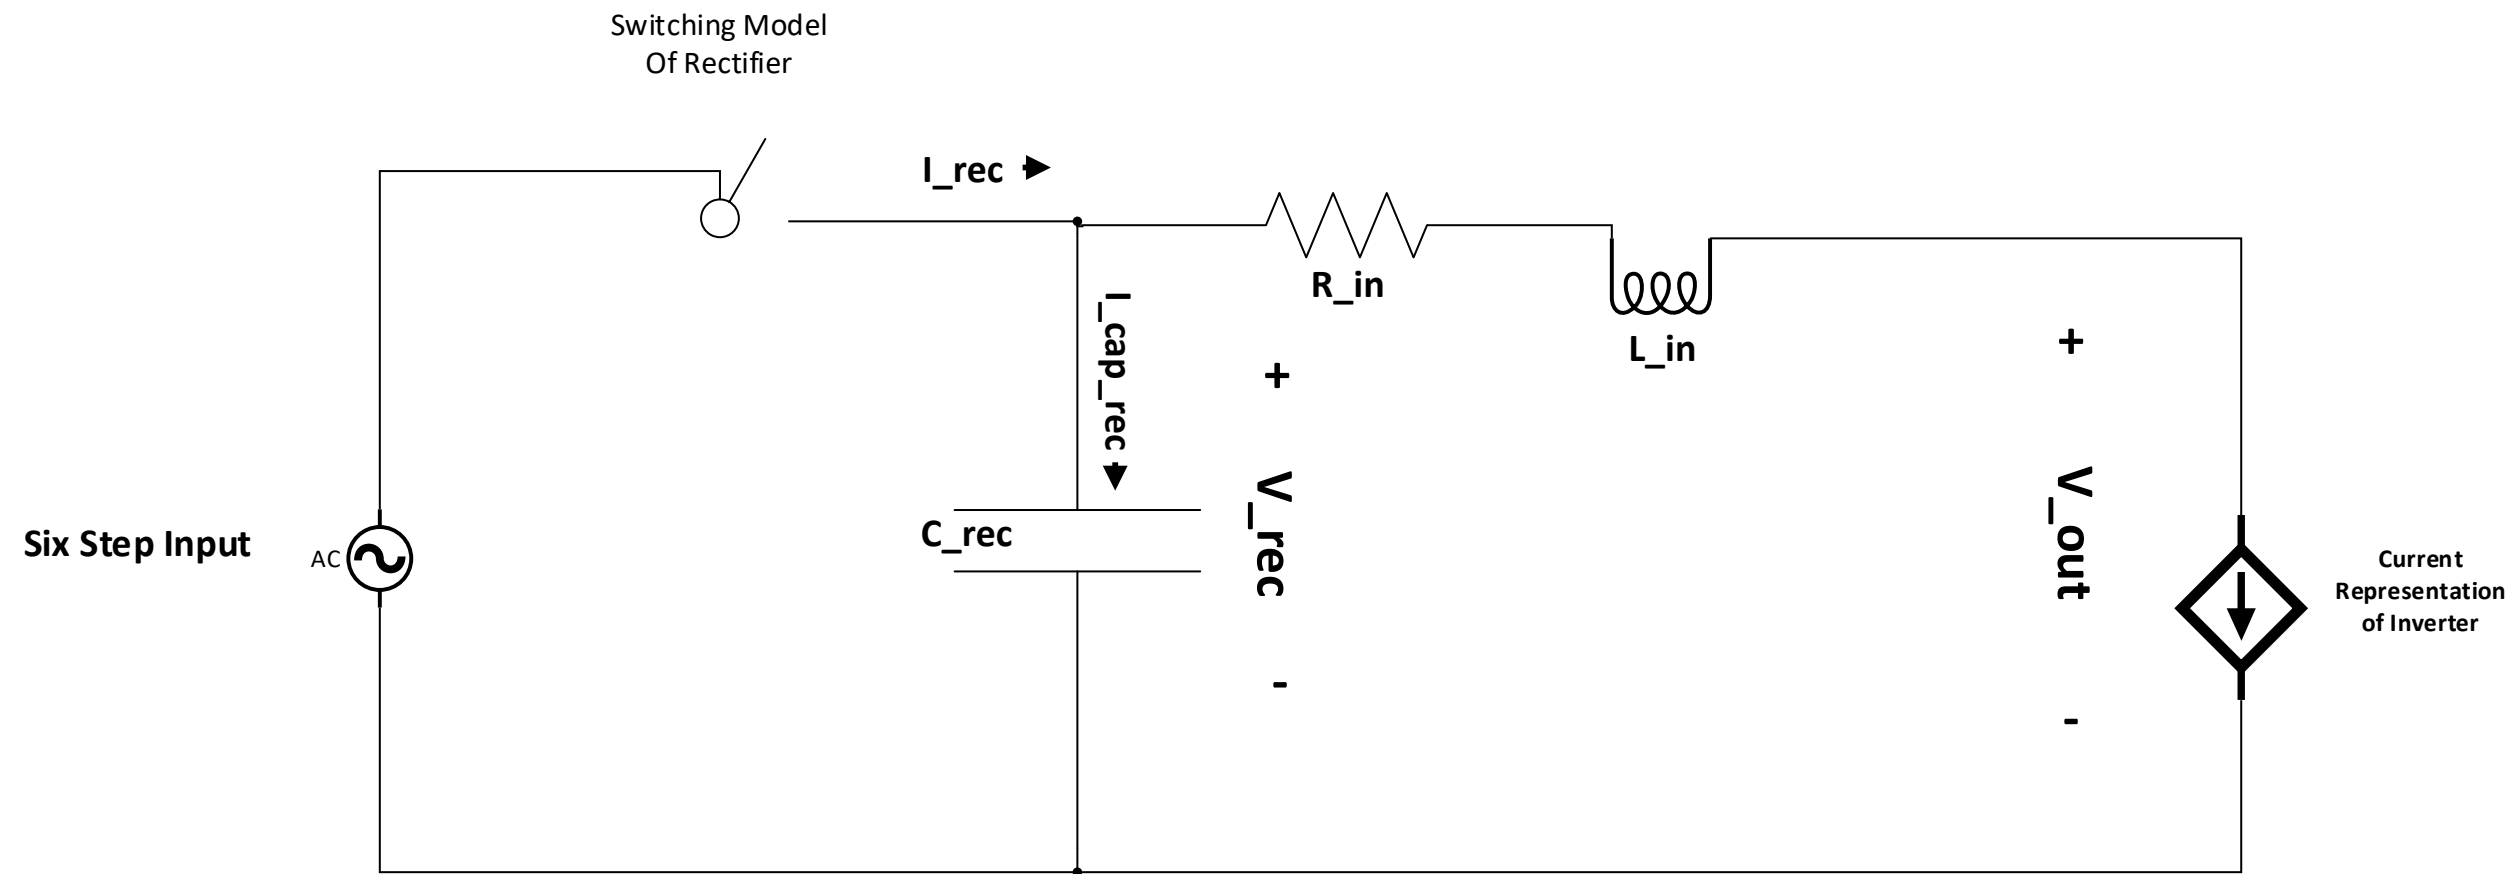 Switching Model
Of Rectifier
I_rec
R_in
L_in
I_cap_rec
+
V_rec
-
+
V_out
-
C_rec
Six Step Input
AC
Current
Representation
of Inverter